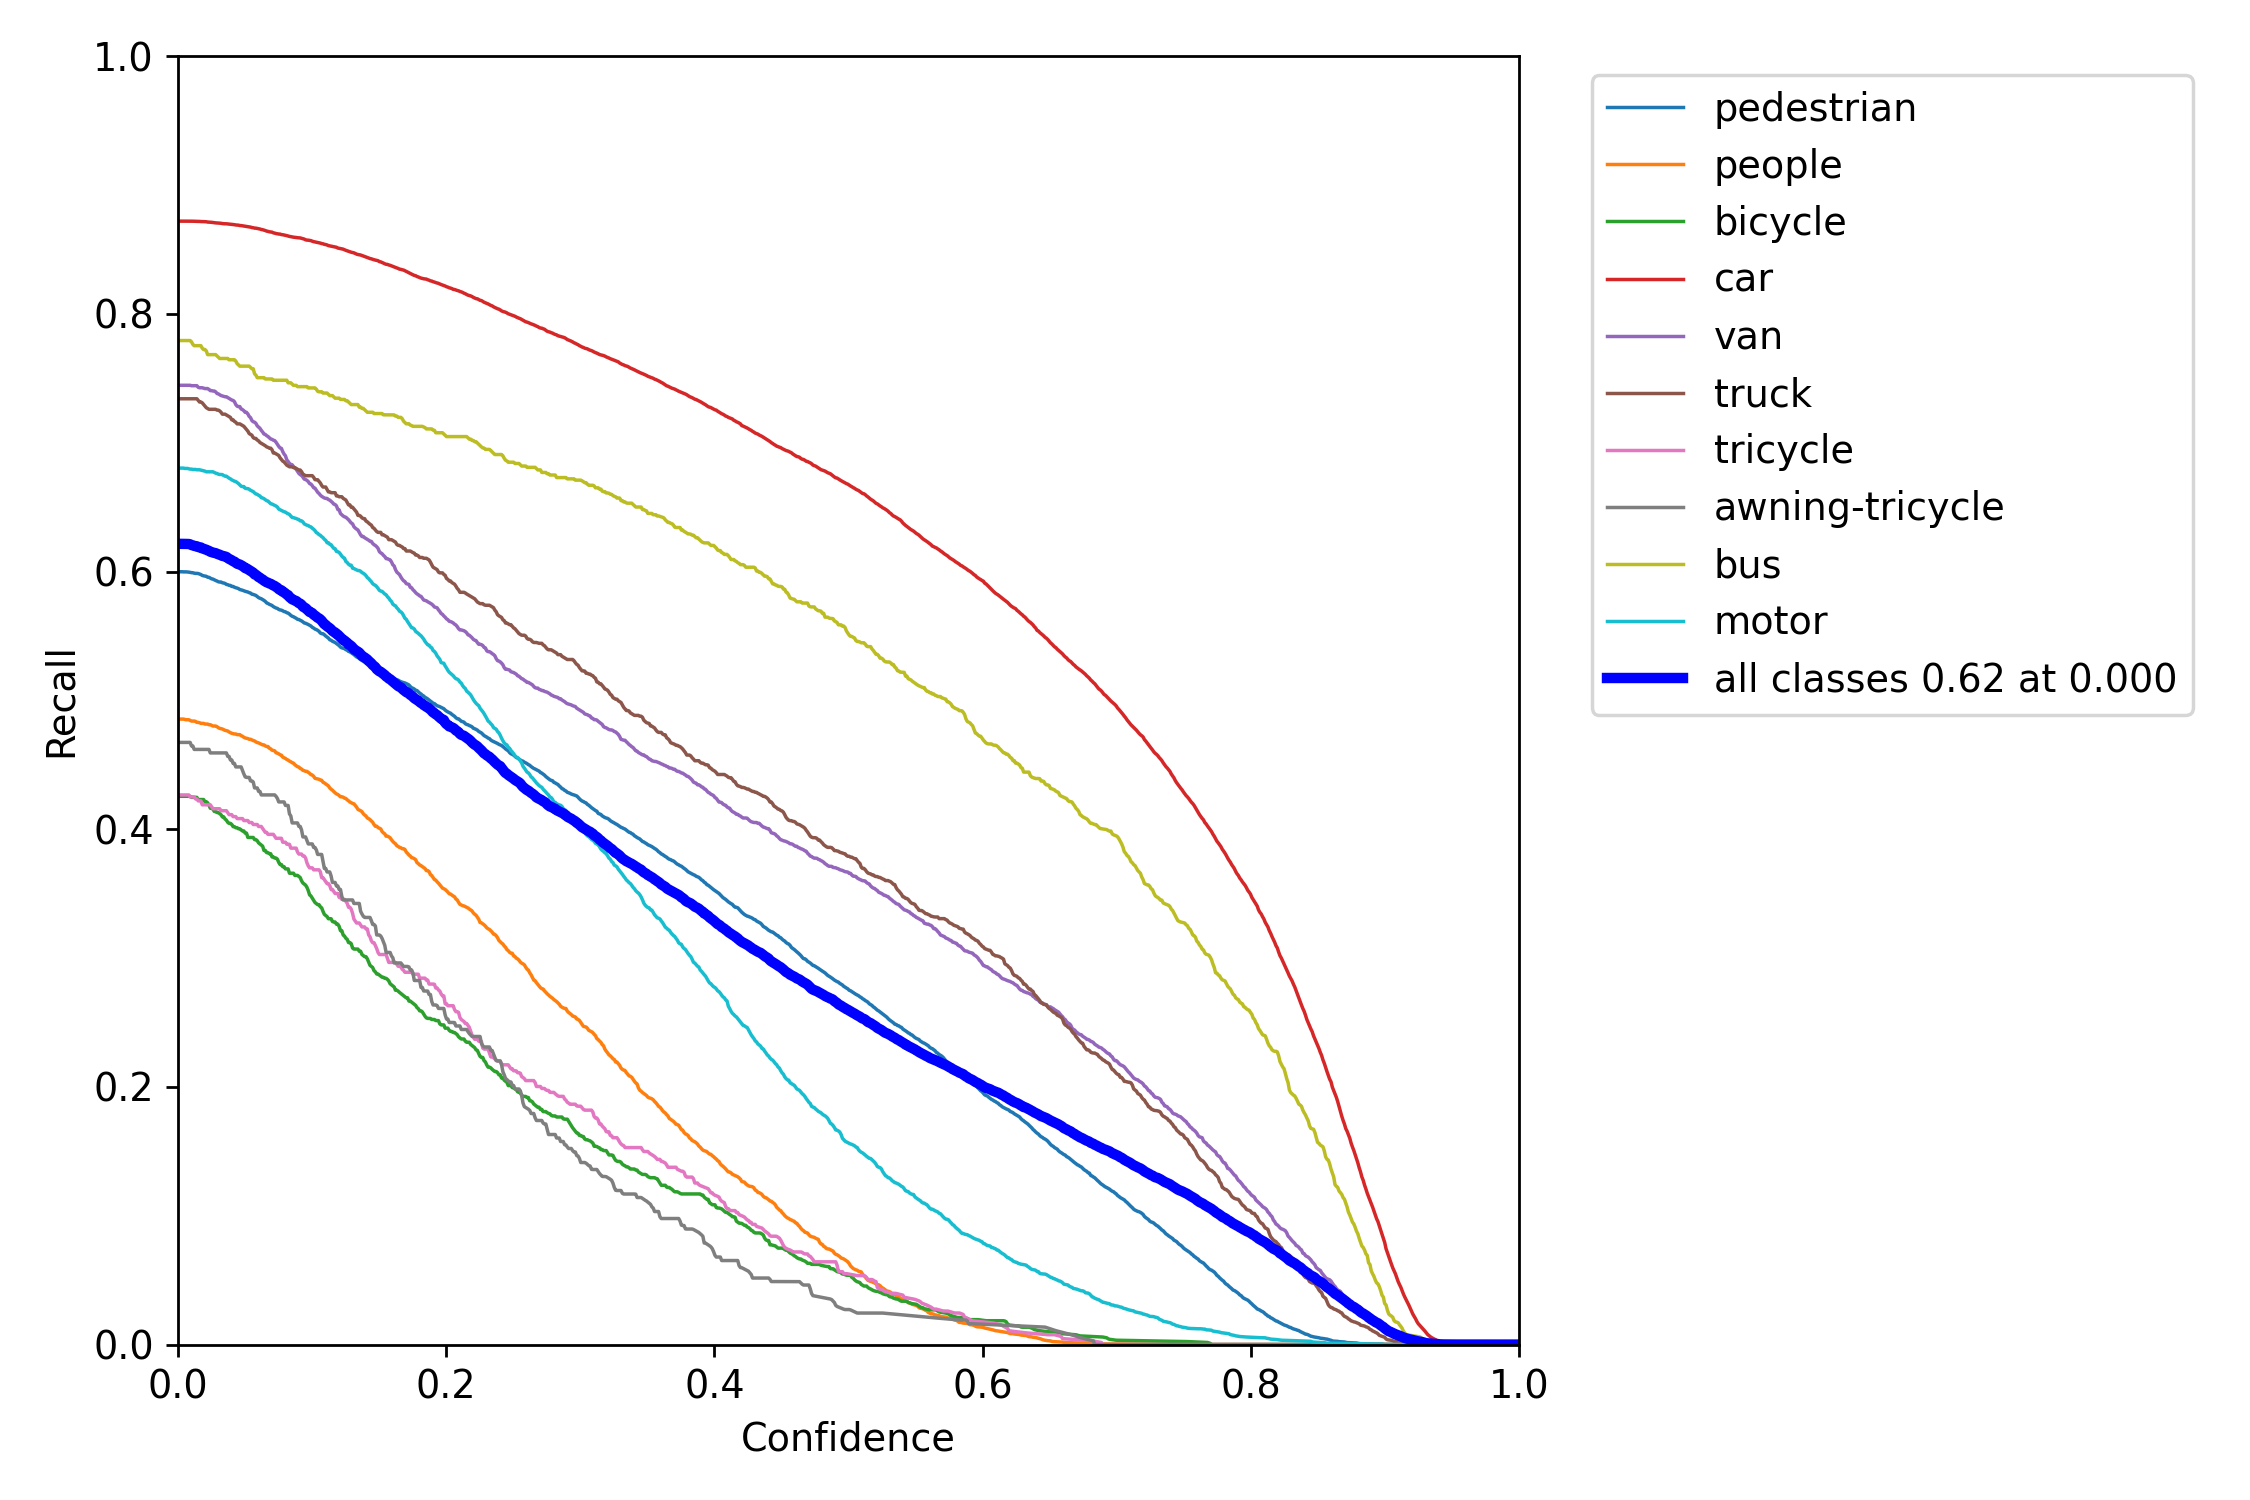 1.0
0.8
0.6
0.4
0.2
0.0
Recall
0.0 0.2 0.4 0.6 0.8 1.0
Confidence
pedestrian
people
bicycle
car
van
truck
tricycle
awning-tricycle
bus
motor
all classes 0.62 at 0.000